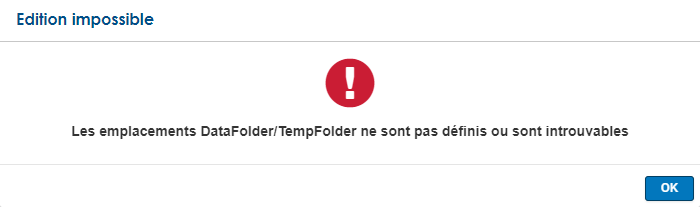 Edition impossible
Les emplacements DataFolder/TempFolder ne sont pas définis ou sont introuvables
OK